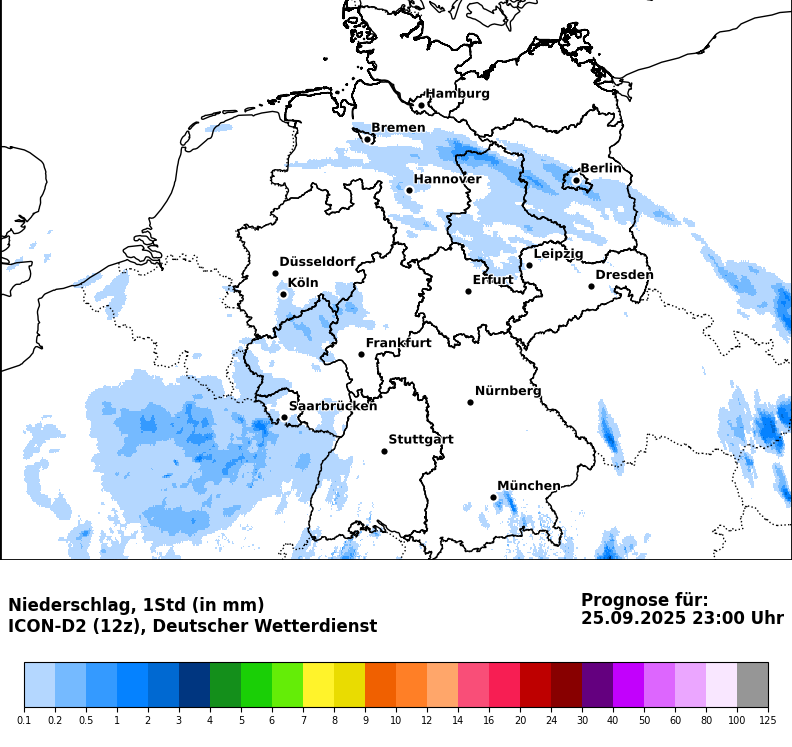 Hamburg
Bremen
Berlin
Hannover
Leipzig
Düsseldorf
Dresden
Erfurt
Köln
Frankfurt
Nürnberg
Saarbrücken
Stuttgart
München
Niederschlag, 1Std (in mm)
ICON-D2 (12z), Deutscher Wetterdienst
Prognose für:
25.09.2025 23:00 Uhr
0.1 0.2 0.5 1 2 3 4 5 6 7 8 9 10 12 14 16 20 24 30 40 50 60 80 100 125